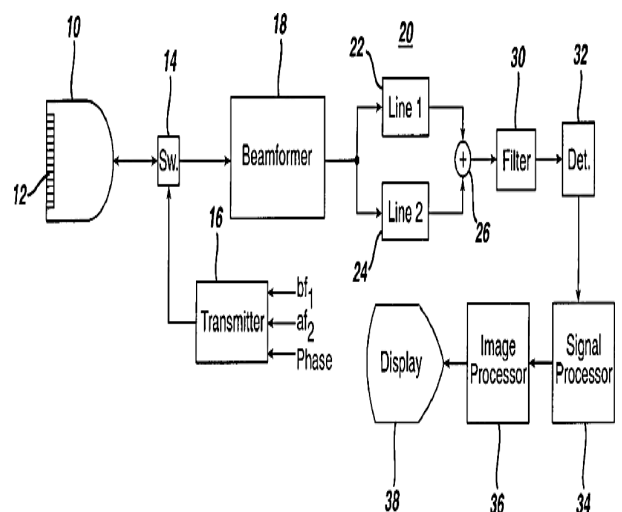 10
12
14
Sw.
16
Transmitter
bf1
af2
Phase
18
Beamformer
20
22
Line 1
24
Line 2
+
26
30
Filter
32
Det.
Signal
Processor
34
Image
Processor
36
Display
38